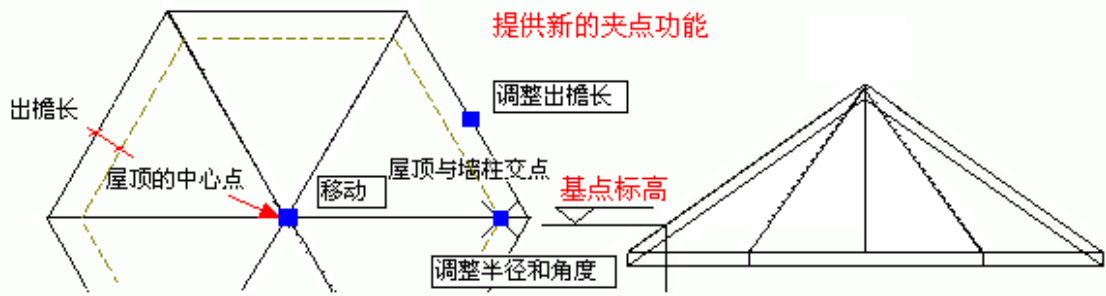 提供新的夹点功能
调整出檐长
出檐长
屋顶的中心点
移动
屋顶与墙柱交点
基点标高
调整半径和角度